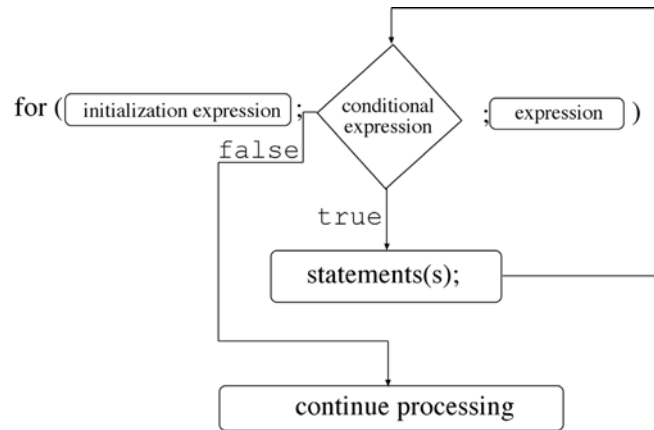 conditional
for ( initialization expression ; expression ; expression )
false
true
statements(s);
continue processing